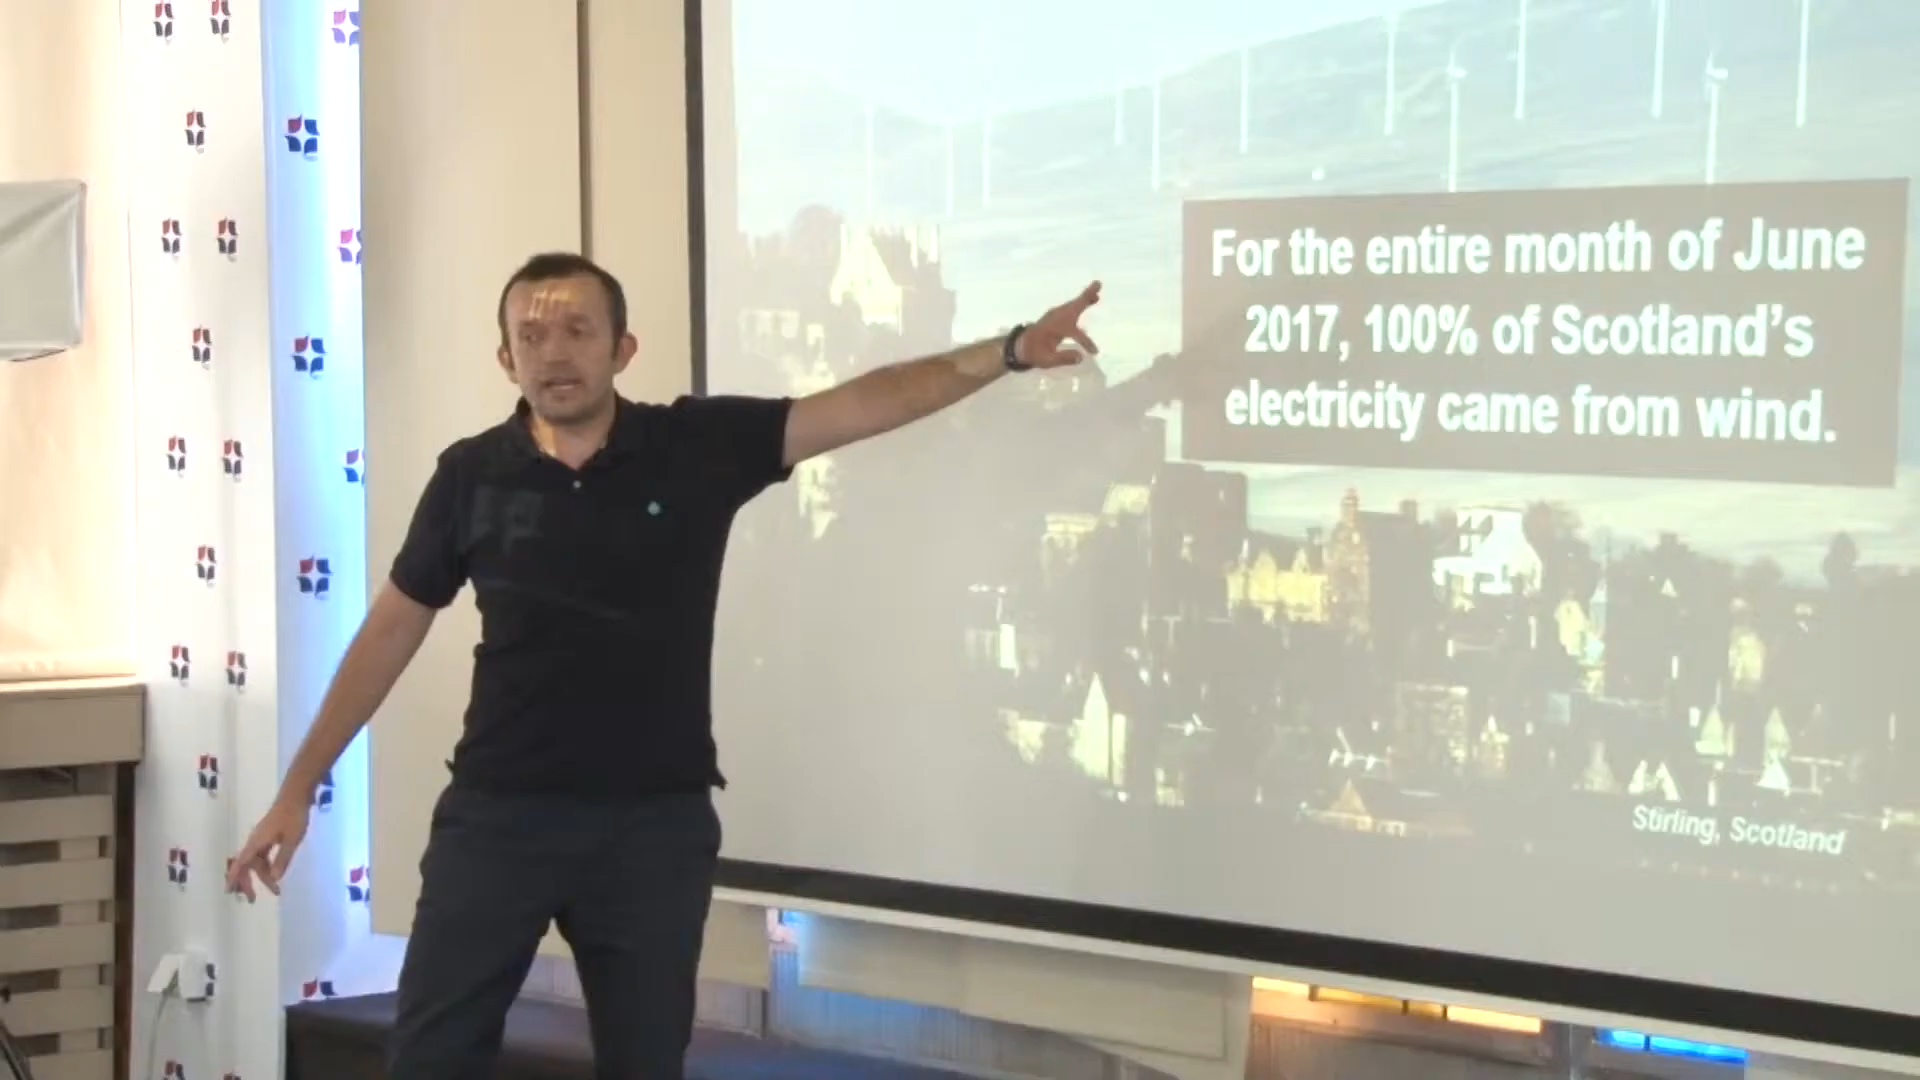 For the entire month of June
2017, 100% of Scotland's
electricity came from wind.
Stirling, Scotland